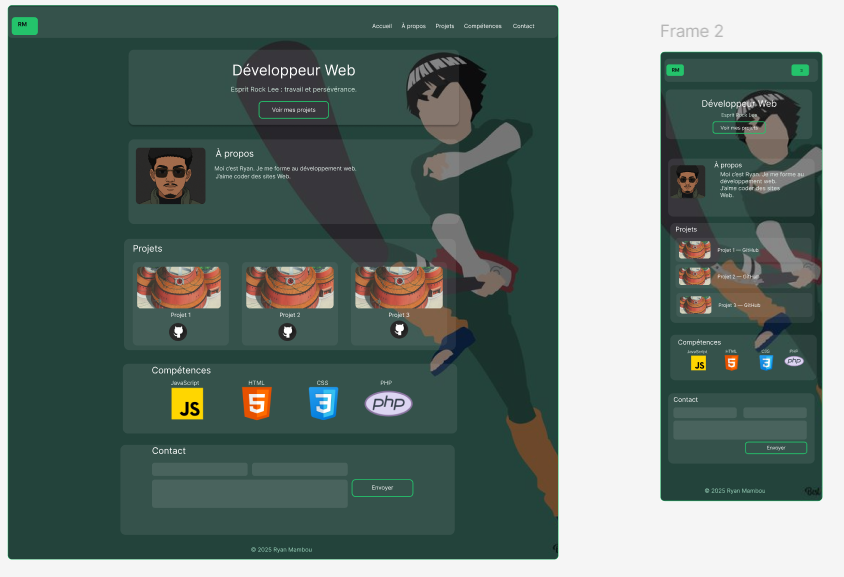 RM
Accueil
À propos
Projets
Compétences
Contact
Développeur Web
Esprit Rock Lee : travail et persévérance.
Voir mes projets
À propos
Moi c'est Ryan. Je me forme au développement web.
J'aime coder des sites Web.
Projets
Projet 1
Projet 2
Projet 3
Compétences
JavaScript
HTML
CSS
PHP
JS
5
3
php
Contact
Envoyer
© 2025 Ryan Mambou
Frame 2
RM
Développeur Web
Esprit Rock Lee
Voir mes projets
À propos
Moi c'est Ryan. Je me forme au
développement web.
J'aime coder des sites
Web.
Projets
Projet 1 — GitHub
Projet 2 — GitHub
Projet 3 — GitHub
Compétences
JavaScript
HTML
CSS
PHP
JS
5
3
php
Contact
Envoyer
© 2025 Ryan Mambou